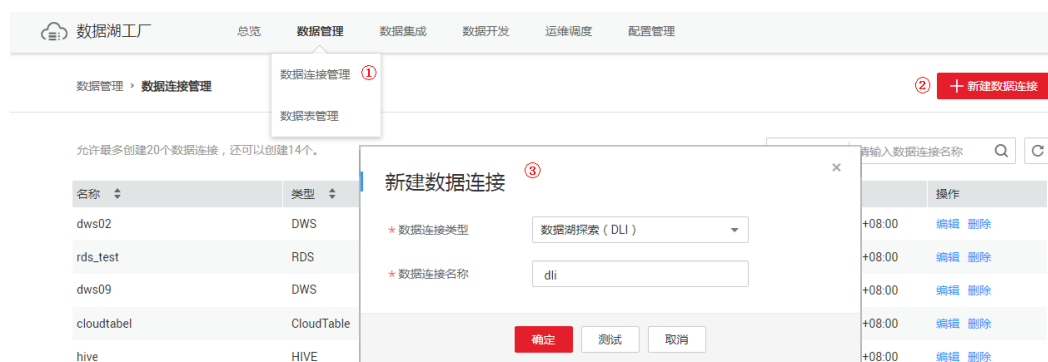 数据湖工厂 总览 数据管理 数据集成 数据开发 运维调度 配置管理
数据连接管理 ①
数据管理 › 数据连接管理 ② 新建数据连接
数据表管理
允许最多创建20个数据连接，还可以创建14个。 请输入数据连接名称
名称 类型 操作
新建数据连接 ③ ×
dws02 DWS +08:00 编辑 删除
* 数据连接类型 数据湖探索（DLI）
rds_test RDS +08:00 编辑 删除
* 数据连接名称 dli
dws09 DWS +08:00 编辑 删除
cloudtabel CloudTable +08:00 编辑 删除
确定 测试 取消
hive HIVE +08:00 编辑 删除